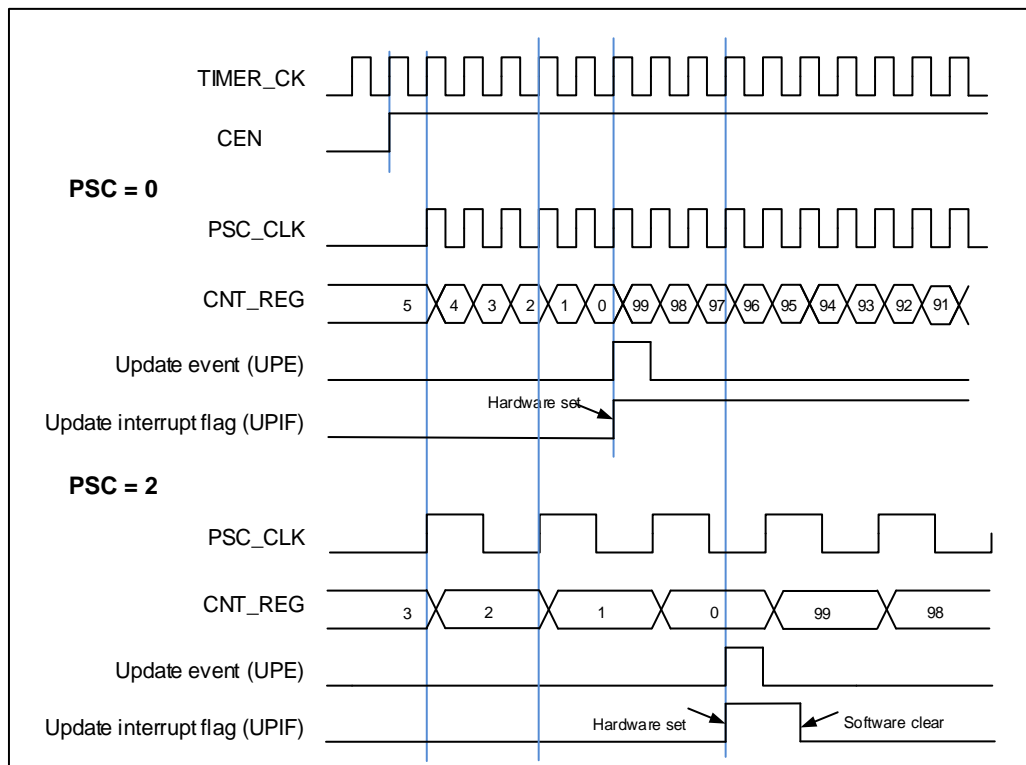 TIMER_CK
CEN
PSC = 0
PSC_CLK
CNT_REG 5 4 3 2 1 0 99 98 97 96 95 94 93 92 91
Update event (UPE)
Hardware set
Update interrupt flag (UPIF)
PSC = 2
PSC_CLK
CNT_REG 3 2 1 0 99 98
Update event (UPE)
Update interrupt flag (UPIF) Hardware set Software clear